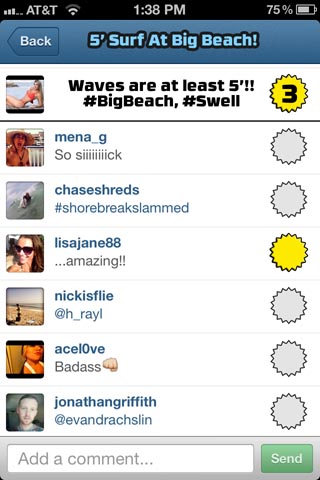 AT&T 1:38 PM 75%
Back 5' Surf At Big Beach!
Waves are at least 5'!!
#BigBeach, #Swell
3
mena_g
So siiiiiiiick
chaseshreds
#shorebreakslammed
lisajane88
...amazing!!
nickisflie
@h_rayl
acel0ve
Badass👊
jonathangriffith
@evandrachslin
Add a comment... Send